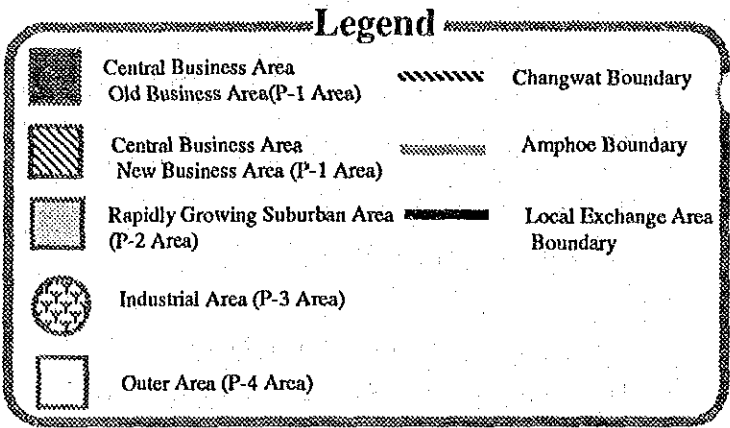 Legend
Central Business Area
Old Business Area(P-1 Area)
Central Business Area
New Business Area (P-1 Area)
Rapidly Growing Suburban Area
(P-2 Area)
Industrial Area (P-3 Area)
Outer Area (P-4 Area)
Changwat Boundary
Amphoe Boundary
Local Exchange Area
Boundary